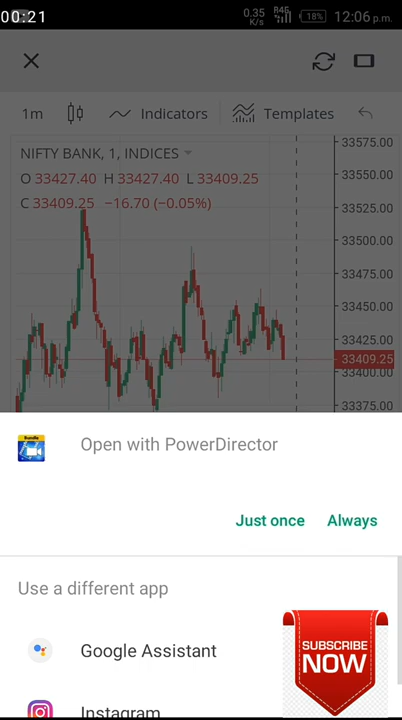 00:21
0.35
K/s
R4G
18%
12:06 p.m.
1m Indicators Templates
NIFTY BANK, 1, INDICES
O 33427.40 H 33427.40 L 33409.25
C 33409.25 −16.70 (−0.05%)
33575.00
33550.00
33525.00
33500.00
33475.00
33450.00
33425.00
33409.25
33400.00
33375.00
Bundle
Open with PowerDirector
Just once Always
Use a different app
Google Assistant
SUBSCRIBE
NOW
Instagram